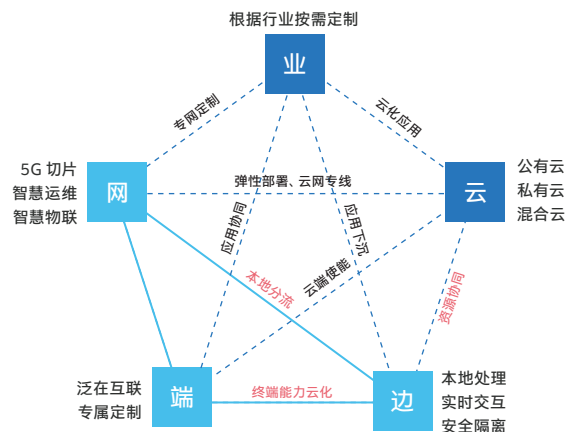 根据行业按需定制
业
专网定制
云化应用
5G 切片
智慧运维
智慧物联
网
弹性部署、云网专线
云
公有云
私有云
混合云
应用协同
应用下沉
本地分流
云端使能
资源协同
泛在互联
专属定制
端
终端能力云化
边
本地处理
实时交互
安全隔离